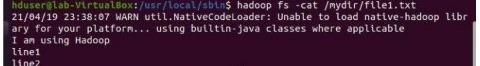 hduser@lab-VirtualBox:/usr/local/sbin$ hadoop fs -cat /mydir/file1.txt
21/04/19 23:38:07 WARN util.NativeCodeLoader: Unable to load native-hadoop libr
ary for your platform... using builtin-java classes where applicable
I am using Hadoop
line1
line2